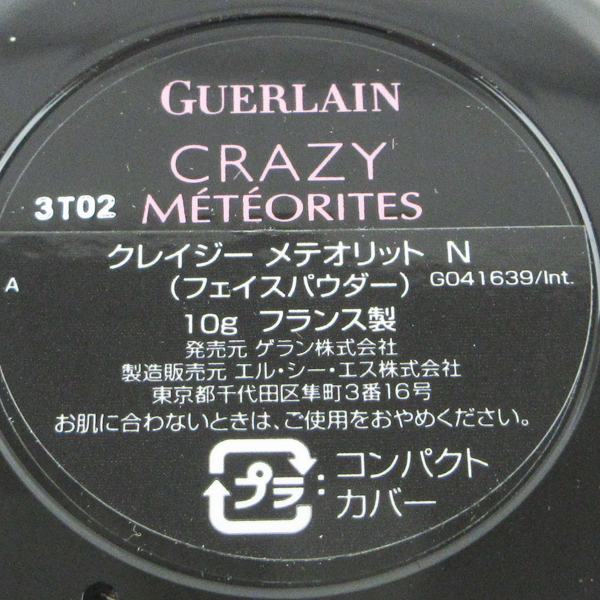 GUERLAIN
CRAZY
3T02 MÉTÉORITES
クレイジー メテオリット N
A (フェイスパウダー) G041639/Int.
10g フランス製
発売元 ゲラン株式会社
製造販売元 エル・シー・エス株式会社
東京都千代田区隼町3番16号
お肌に合わないときは、ご使用をおやめください。
プラ : コンパクト
カバー